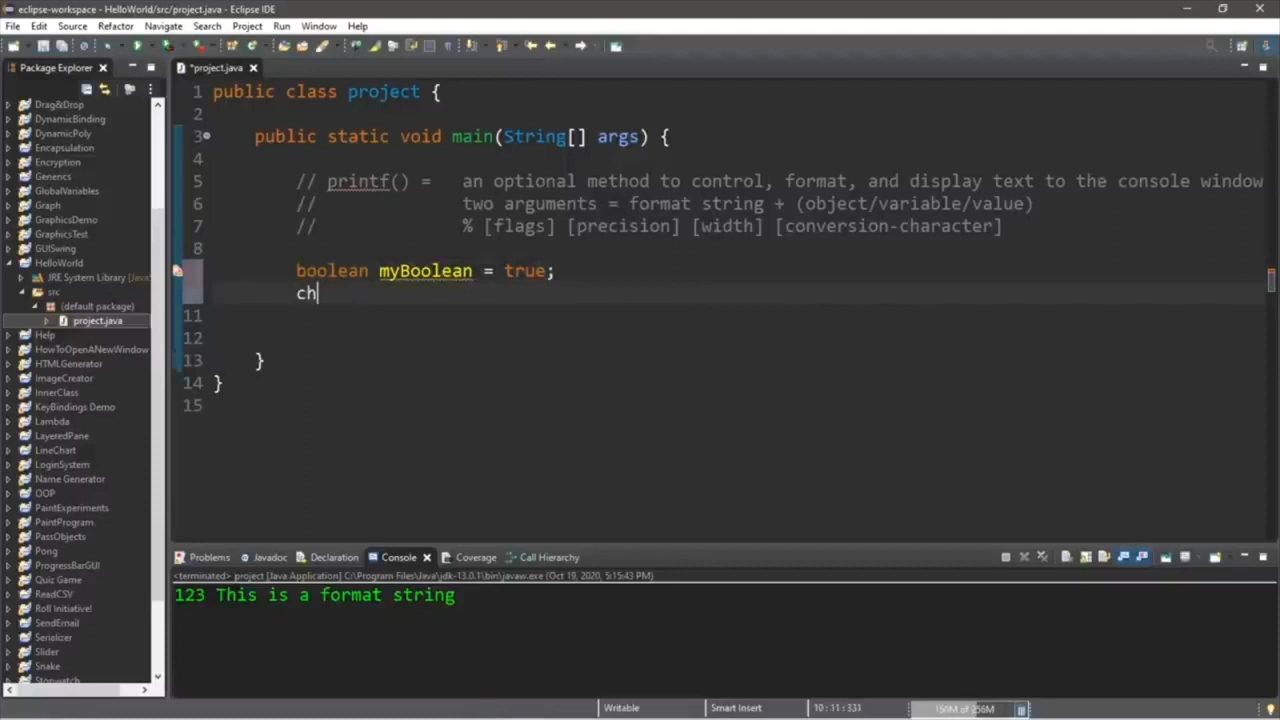 eclipse-workspace - HelloWorld/src/project.java - Eclipse IDE
File Edit Source Refactor Navigate Search Project Run Window Help
Package Explorer
*project.java
Drag&Drop
DynamicBinding
DynamicPoly
Encapsulation
Encryption
Generics
GlobalVariables
Graph
GraphicsDemo
GraphicsTest
GUISwing
HelloWorld
JRE System Library [Java
src
(default package)
project.java
Help
HowToOpenANewWindow
HTMLGenerator
ImageCreator
InnerClass
KeyBindings Demo
Lambda
LayeredPane
LineChart
LoginSystem
Name Generator
OOP
PaintExperiments
PaintProgram
PassObjects
Pong
ProgressBarGUI
Quiz Game
ReadCSV
Roll Initiative!
SendEmail
Serializer
Slider
Snake
Stopwatch
1 public class project {
2
3 public static void main(String[] args) {
4
5 // printf() = an optional method to control, format, and display text to the console window
6 // two arguments = format string + (object/variable/value)
7 // % [flags] [precision] [width] [conversion-character]
8
boolean myBoolean = true;
ch
11
12
13 }
14 }
15
Problems Javadoc Declaration Console Coverage Call Hierarchy
<terminated> project [Java Application] C:\Program Files\Java\jdk-13.0.1\bin\javaw.exe (Oct 19, 2020, 5:15:43 PM)
123 This is a format string
Writable Smart Insert 10 : 11 : 331 of 256M